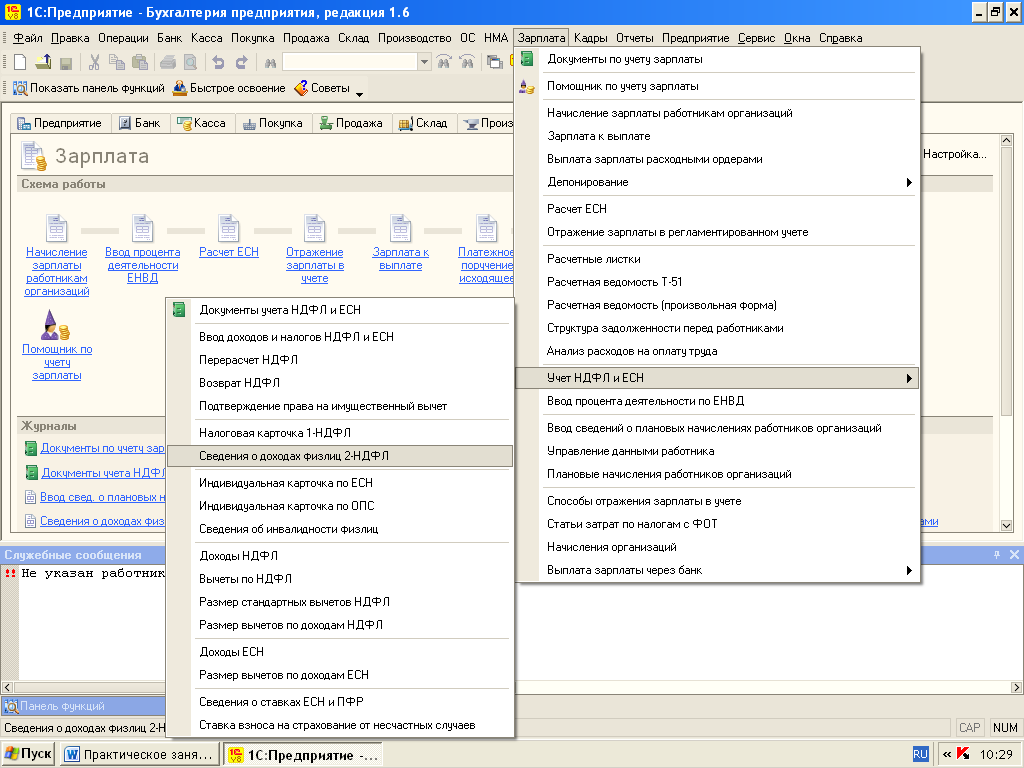 1С:Предприятие - Бухгалтерия предприятия, редакция 1.6
Файл Правка Операции Банк Касса Покупка Продажа Склад Производство ОС НМА Зарплата Кадры Отчеты Предприятие Сервис Окна Справка
Показать панель функций Быстрое освоение Советы
Предприятие Банк Касса Покупка Продажа Склад Произ
Зарплата
Настройка...
Схема работы
Начисление зарплаты работникам организаций
Ввод процента деятельности ЕНВД
Расчет ЕСН
Отражение зарплаты в учете
Зарплата к выплате
Платежное поручение исходящее
Помощник по учету зарплаты
Журналы
Документы по учету зар
Документы учета НДФЛ
Ввод свед. о плановых н
Сведения о доходах физ
ами
Документы по учету зарплаты
Помощник по учету зарплаты
Начисление зарплаты работникам организаций
Зарплата к выплате
Выплата зарплаты расходными ордерами
Депонирование
Расчет ЕСН
Отражение зарплаты в регламентированном учете
Расчетные листки
Расчетная ведомость Т-51
Расчетная ведомость (произвольная форма)
Структура задолженности перед работниками
Анализ расходов на оплату труда
Учет НДФЛ и ЕСН
Ввод процента деятельности по ЕНВД
Ввод сведений о плановых начислениях работников организаций
Управление данными работника
Плановые начисления работников организаций
Способы отражения зарплаты в учете
Статьи затрат по налогам с ФОТ
Начисления организаций
Выплата зарплаты через банк
Документы учета НДФЛ и ЕСН
Ввод доходов и налогов НДФЛ и ЕСН
Перерасчет НДФЛ
Возврат НДФЛ
Подтверждение права на имущественный вычет
Налоговая карточка 1-НДФЛ
Сведения о доходах физлиц 2-НДФЛ
Индивидуальная карточка по ЕСН
Индивидуальная карточка по ОПС
Сведения об инвалидности физлиц
Доходы НДФЛ
Вычеты по НДФЛ
Размер стандартных вычетов НДФЛ
Размер вычетов по доходам НДФЛ
Доходы ЕСН
Размер вычетов по доходам ЕСН
Сведения о ставках ЕСН и ПФР
Ставка взноса на страхование от несчастных случаев
Служебные сообщения
Не указан работник
Панель функций
Сведения о доходах физлиц 2-Н
CAP NUM
Пуск Практическое заня... 1С:Предприятие -... RU « 10:29